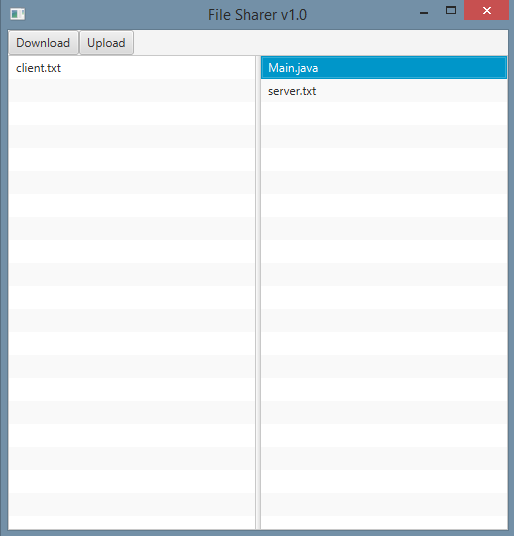 File Sharer v1.0
Download Upload
client.txt
Main.java
server.txt